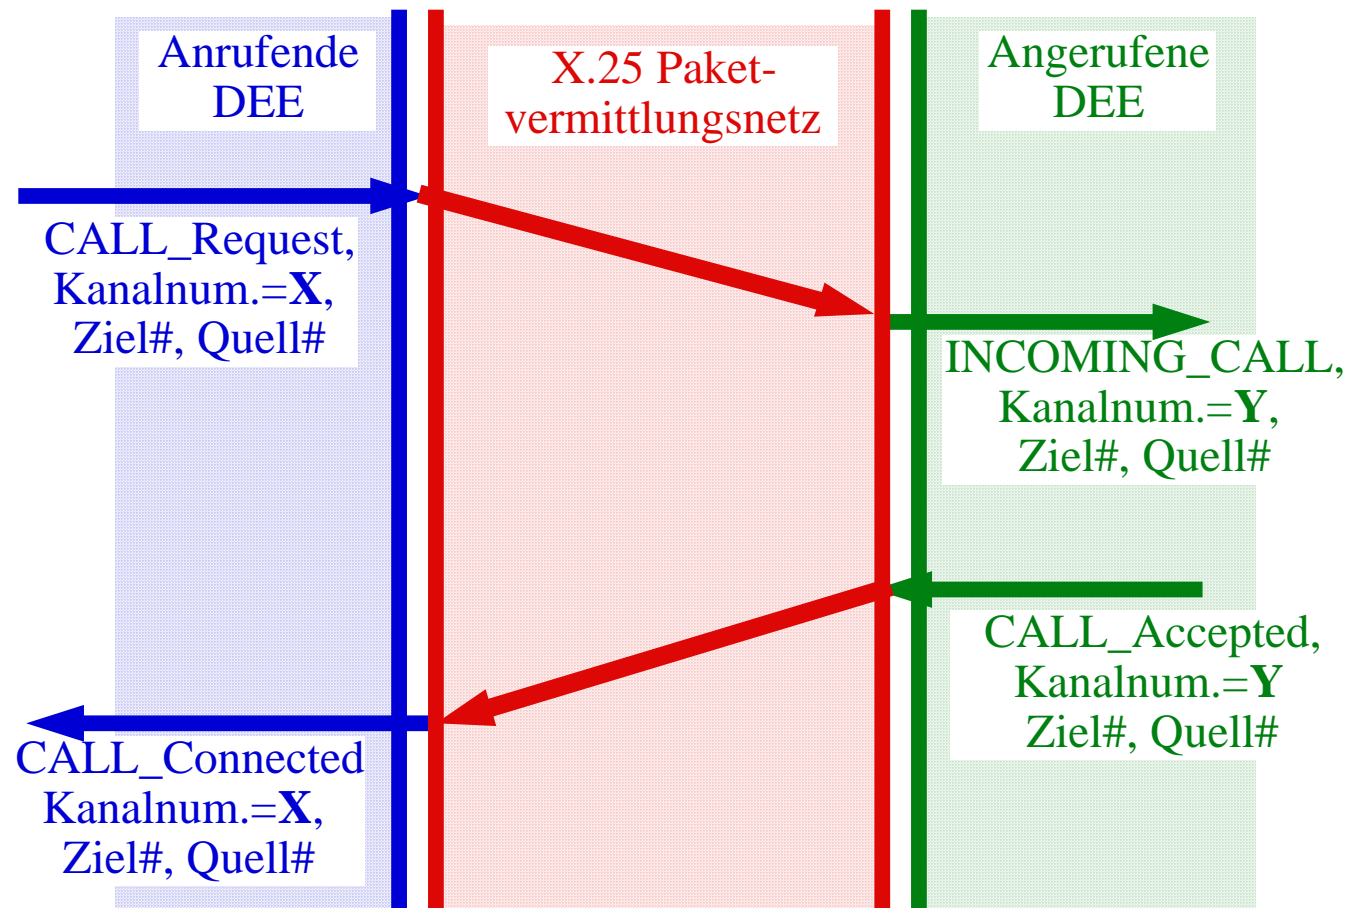 Anrufende
DEE
X.25 Paket-
vermittlungsnetz
Angerufene
DEE
CALL_Request,
Kanalnum.=X,
Ziel#, Quell#
INCOMING_CALL,
Kanalnum.=Y,
Ziel#, Quell#
CALL_Accepted,
Kanalnum.=Y
Ziel#, Quell#
CALL_Connected
Kanalnum.=X,
Ziel#, Quell#